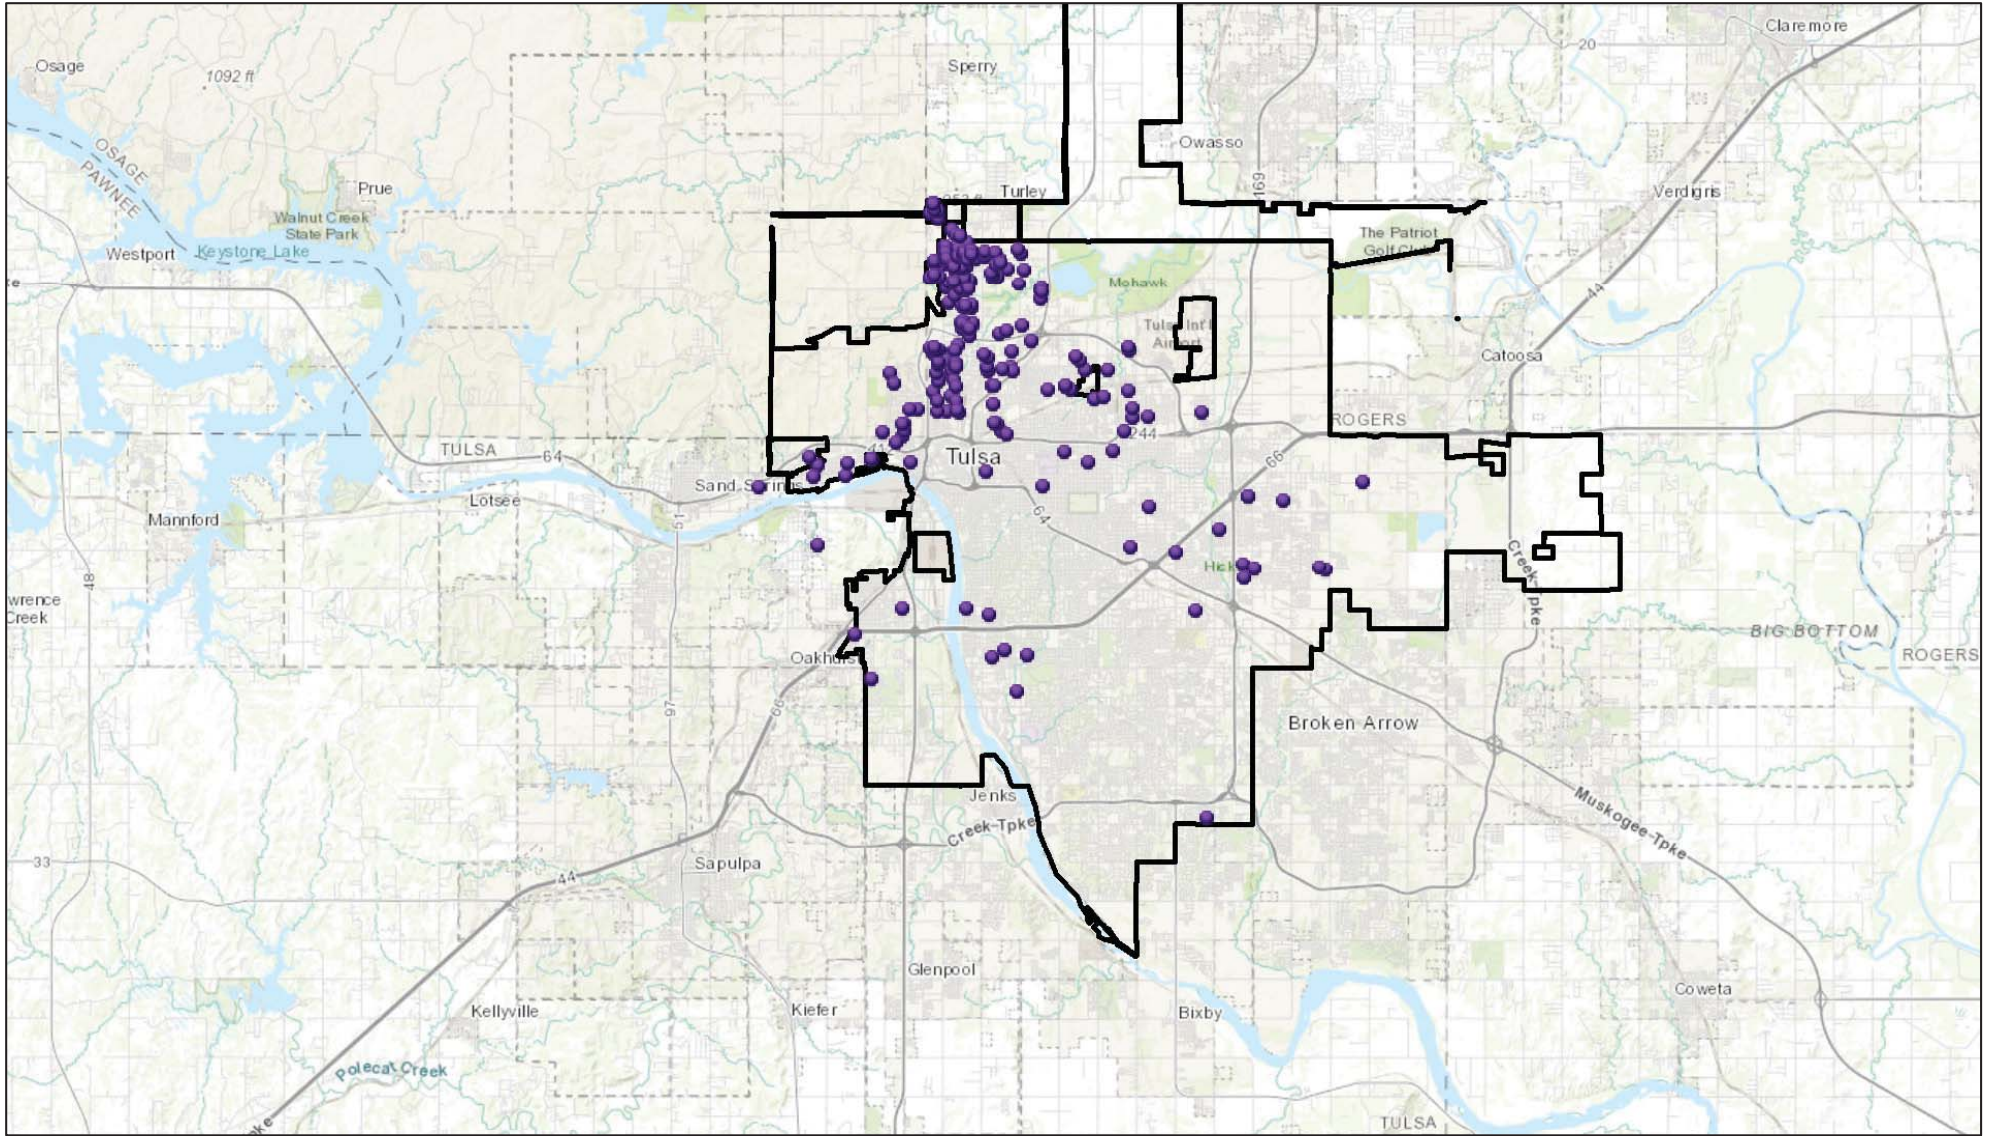 Claremore
20
Osage
1092 ft
Sperry
Owasso
OSAGE
PAWNEE
Prue
Turley
169
Verdigris
Walnut Creek
State Park
The Patriot
Westport
Keystone Lake
Mohawk
44
Catoosa
ROGERS
244
TULSA
64
Tulsa
66
Sand Springs
Lotsee
Mannford
51
64
48
Creek
Creek-Tpke
BIG BOTTOM
ROGERS
97
66
Broken Arrow
Jenks
Creek-Tpke
Muskogee-Tpke
33
Sapulpa
44
Glenpool
Coweta
Kellyville
Kiefer
Bixby
Polecat Creek
TULSA